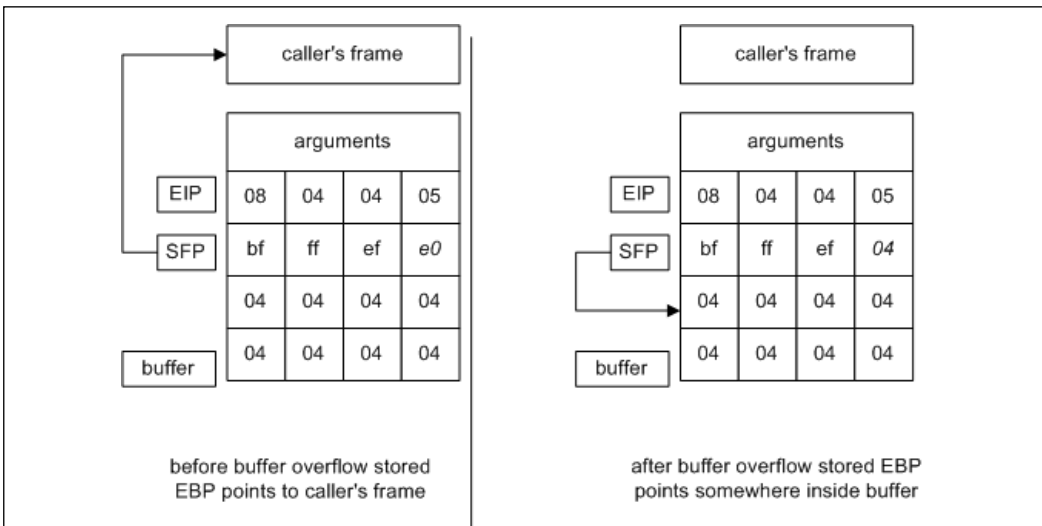 caller's frame
arguments
EIP 08 04 04 05
SFP bf ff ef e0
04 04 04 04
buffer 04 04 04 04
before buffer overflow stored
EBP points to caller's frame
caller's frame
arguments
EIP 08 04 04 05
SFP bf ff ef 04
04 04 04 04
buffer 04 04 04 04
after buffer overflow stored EBP
points somewhere inside buffer